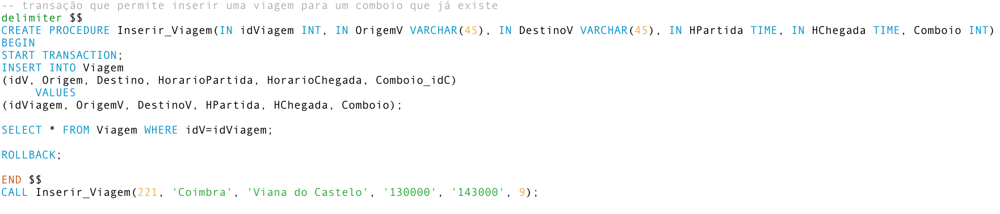 -- transação que permite inserir uma viagem para um comboio que já existe
delimiter $$
CREATE PROCEDURE Inserir_Viagem(IN idViagem INT, IN OrigemV VARCHAR(45), IN DestinoV VARCHAR(45), IN HPartida TIME, IN HChegada TIME, Comboio INT)
BEGIN
START TRANSACTION;
INSERT INTO Viagem
(idV, Origem, Destino, HorarioPartida, HorarioChegada, Comboio_idC)
VALUES
(idViagem, OrigemV, DestinoV, HPartida, HChegada, Comboio);
SELECT * FROM Viagem WHERE idV=idViagem;
ROLLBACK;
END $$
CALL Inserir_Viagem(221, 'Coimbra', 'Viana do Castelo', '130000', '143000', 9);